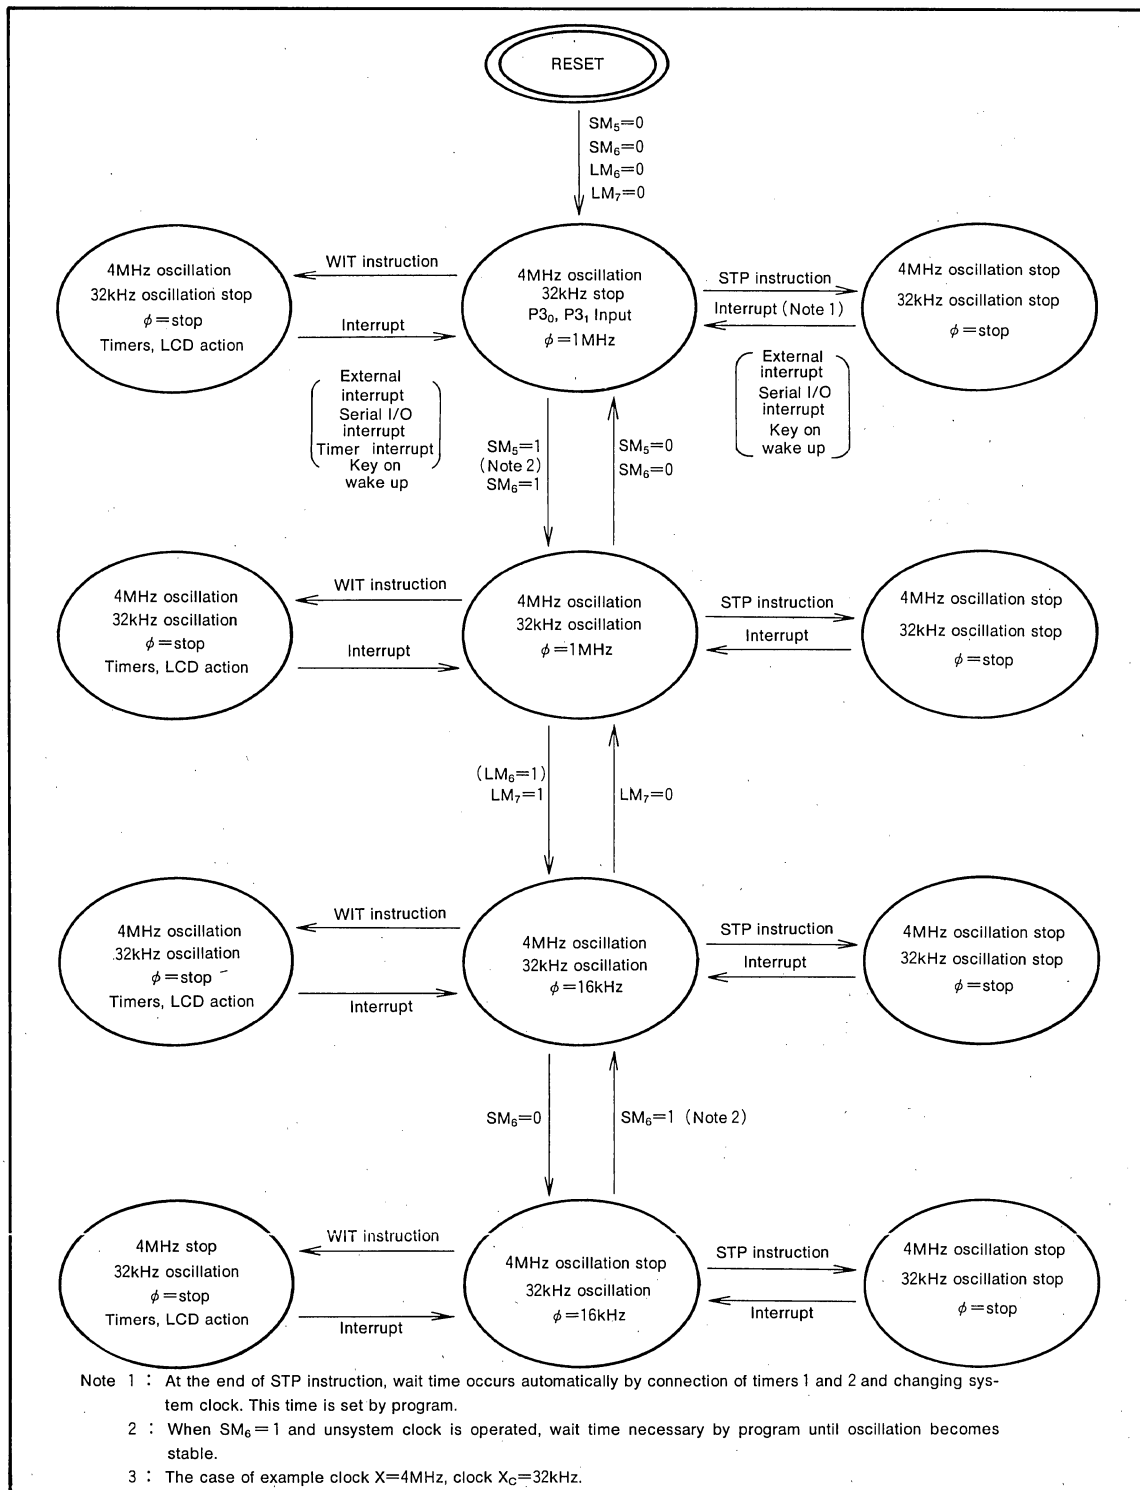 RESET
SM₅=0
SM₆=0
LM₆=0
LM₇=0
4MHz oscillation
32kHz oscillation stop
ϕ=stop
Timers, LCD action
WIT instruction
Interrupt
External
interrupt
Serial I/O
interrupt
Timer interrupt
Key on
wake up
4MHz oscillation
32kHz stop
P3₀, P3₁ Input
ϕ=1MHz
STP instruction
Interrupt (Note 1)
External
interrupt
Serial I/O
interrupt
Key on
wake up
4MHz oscillation stop
32kHz oscillation stop
ϕ=stop
SM₅=1
(Note 2)
SM₆=1
SM₅=0
SM₆=0
4MHz oscillation
32kHz oscillation
ϕ=stop
Timers, LCD action
WIT instruction
Interrupt
4MHz oscillation
32kHz oscillation
ϕ=1MHz
STP instruction
Interrupt
4MHz oscillation stop
32kHz oscillation stop
ϕ=stop
(LM₆=1)
LM₇=1
LM₇=0
4MHz oscillation
32kHz oscillation
ϕ=stop
Timers, LCD action
WIT instruction
Interrupt
4MHz oscillation
32kHz oscillation
ϕ=16kHz
STP instruction
Interrupt
4MHz oscillation stop
32kHz oscillation stop
ϕ=stop
SM₆=0
SM₆=1 (Note 2)
4MHz stop
32kHz oscillation
ϕ=stop
Timers, LCD action
WIT instruction
Interrupt
4MHz oscillation stop
32kHz oscillation
ϕ=16kHz
STP instruction
Interrupt
4MHz oscillation stop
32kHz oscillation stop
ϕ=stop
Note 1 : At the end of STP instruction, wait time occurs automatically by connection of timers 1 and 2 and changing sys-
tem clock. This time is set by program.
2 : When SM₆=1 and unsystem clock is operated, wait time necessary by program until oscillation becomes
stable.
3 : The case of example clock X=4MHz, clock X_C=32kHz.